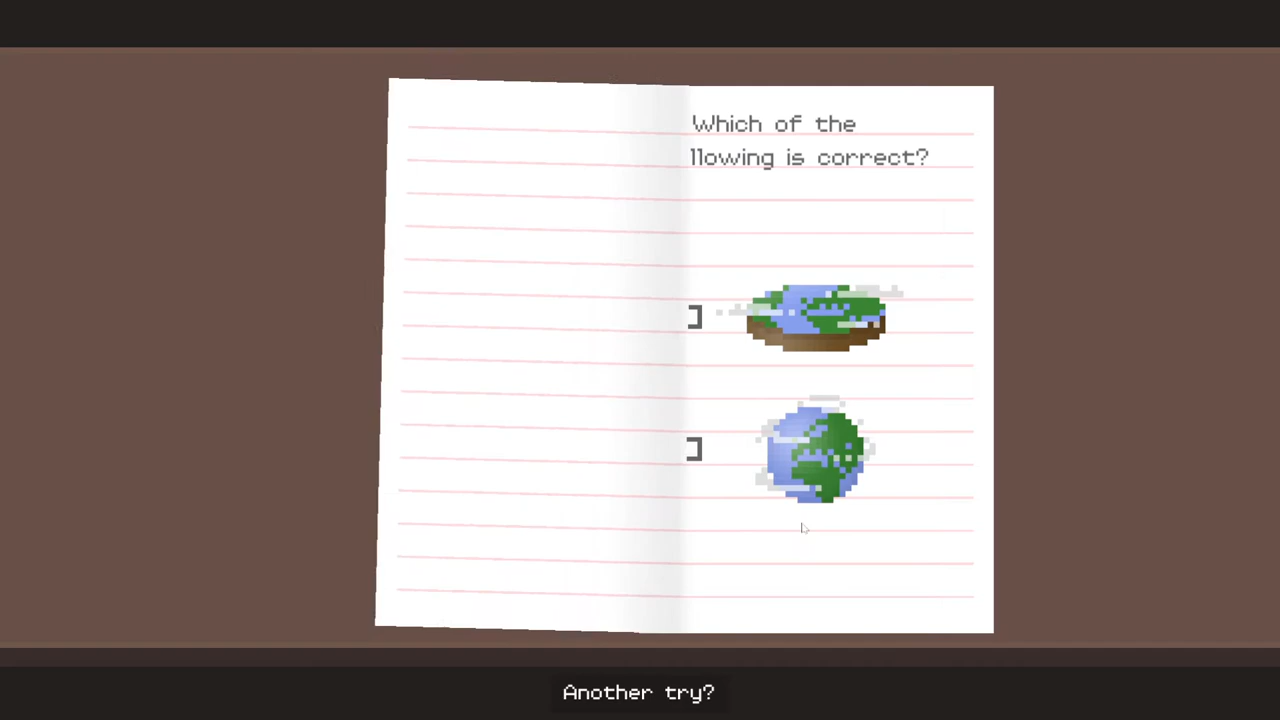 Which of the
llowing is correct?
]
]
Another try?